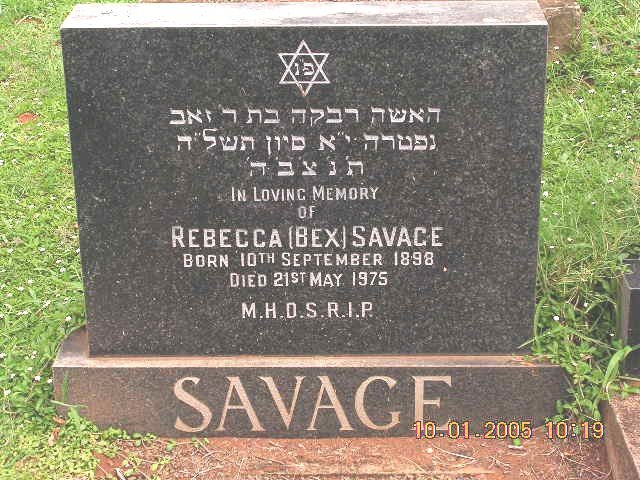 פ"נ
האשה רבקה בת ר' זאב
נפטרה י"א סיון תשל"ה
ת' נ' צ' ב' ה'
IN LOVING MEMORY
OF
REBECCA (BEX) SAVAGE
BORN 10TH SEPTEMBER 1898
DIED 21ST MAY 1975
M.H.D.S.R.I.P.
SAVAGE
10.01.2005 10:19